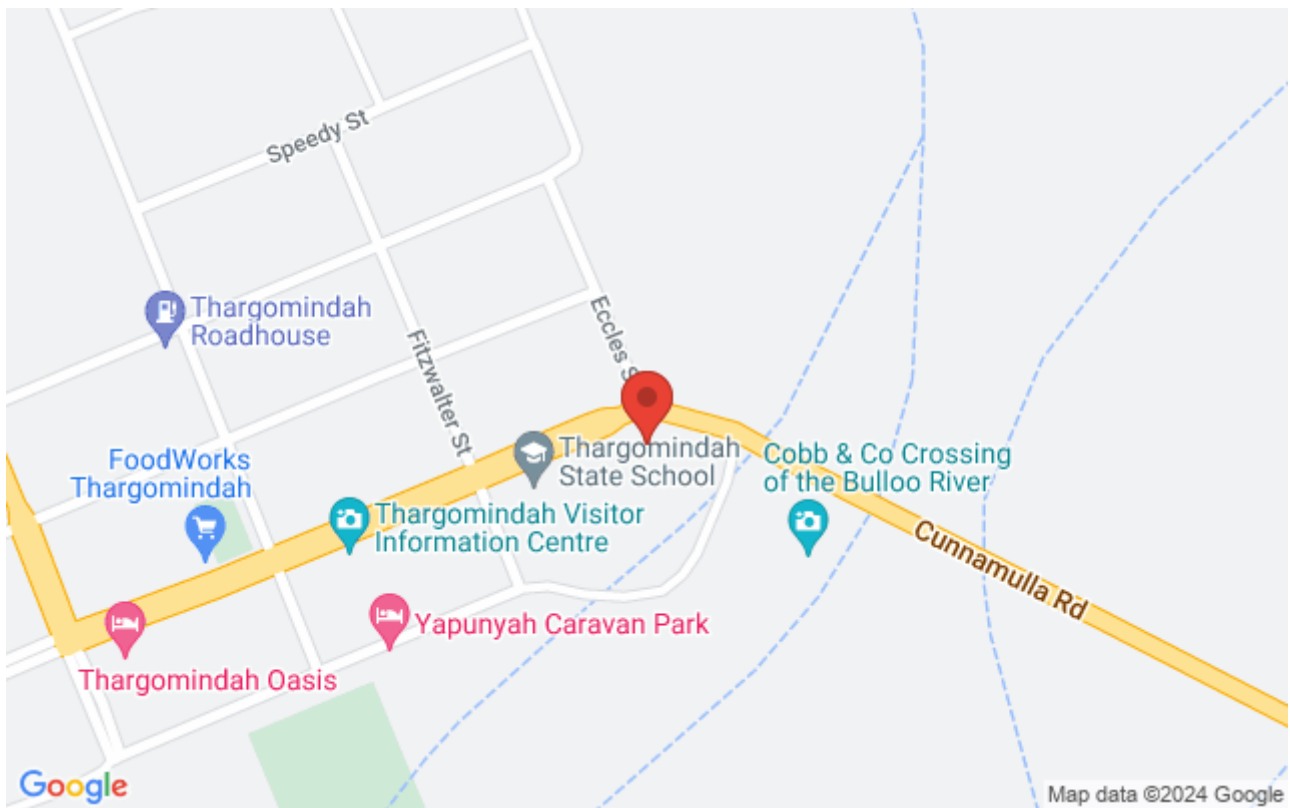 Speedy St
Thargomindah
Roadhouse
Eccles S
Fitzwalter St
FoodWorks
Thargomindah
Thargomindah
State School
Cobb & Co Crossing
of the Bulloo River
Thargomindah Visitor
Information Centre
Cunnamulla Rd
Yapunyah Caravan Park
Thargomindah Oasis
Google
Map data ©2024 Google